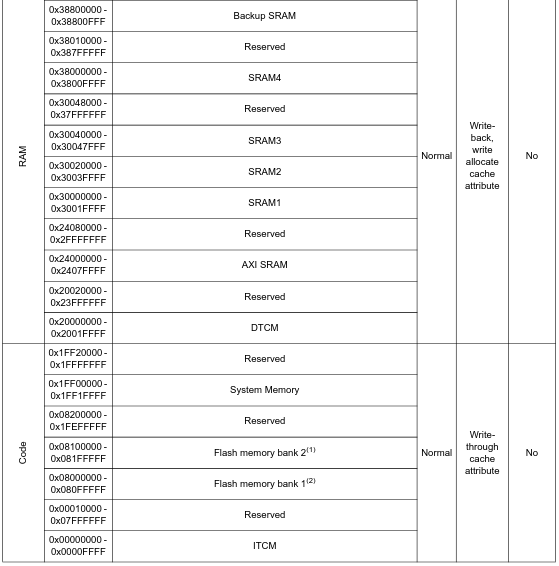 RAM
0x38800000 -
0x38800FFF
Backup SRAM
0x38010000 -
0x387FFFFF
Reserved
0x38000000 -
0x3800FFFF
SRAM4
0x30048000 -
0x37FFFFFF
Reserved
0x30040000 -
0x30047FFF
SRAM3
0x30020000 -
0x3003FFFF
SRAM2
0x30000000 -
0x3001FFFF
SRAM1
0x24080000 -
0x2FFFFFFF
Reserved
0x24000000 -
0x2407FFFF
AXI SRAM
0x20020000 -
0x23FFFFFF
Reserved
0x20000000 -
0x2001FFFF
DTCM
Normal
Write-
back,
write
allocate
cache
attribute
No
Code
0x1FF20000 -
0x1FFFFFFF
Reserved
0x1FF00000 -
0x1FF1FFFF
System Memory
0x08200000 -
0x1FEFFFFF
Reserved
0x08100000 -
0x081FFFFF
Flash memory bank 2(1)
0x08000000 -
0x080FFFFF
Flash memory bank 1(2)
0x00010000 -
0x07FFFFFF
Reserved
0x00000000 -
0x0000FFFF
ITCM
Normal
Write-
through
cache
attribute
No